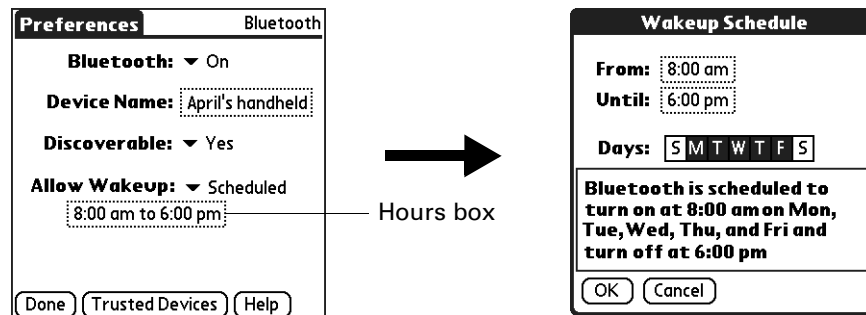 Preferences Bluetooth
Bluetooth: On
Device Name: April's handheld
Discoverable: Yes
Allow Wakeup: Scheduled
8:00 am to 6:00 pm
Done Trusted Devices Help
Hours box
Wakeup Schedule
From: 8:00 am
Until: 6:00 pm
Days: S M T W T F S
Bluetooth is scheduled to
turn on at 8:00 am on Mon,
Tue, Wed, Thu, and Fri and
turn off at 6:00 pm
OK Cancel